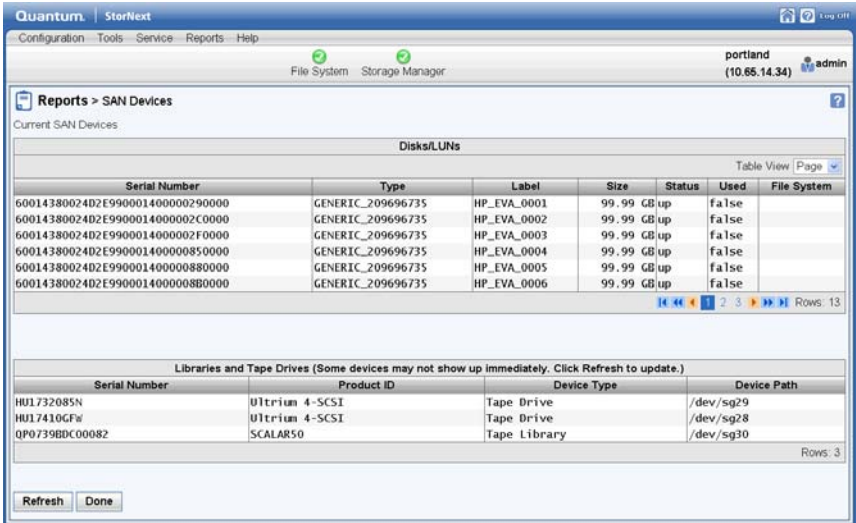 Quantum. StorNext Log Off
Configuration Tools Service Reports Help
File System Storage Manager
portland
(10.65.14.34) admin
Reports > SAN Devices
Current SAN Devices
Disks/LUNs
Table View Page
Serial Number Type Label Size Status Used File System
60014380024D2E990001400000290000 GENERIC_209696735 HP_EVA_0001 99.99 GB up false
60014380024D2E9900014000002C0000 GENERIC_209696735 HP_EVA_0002 99.99 GB up false
60014380024D2E9900014000002F0000 GENERIC_209696735 HP_EVA_0003 99.99 GB up false
60014380024D2E990001400000850000 GENERIC_209696735 HP_EVA_0004 99.99 GB up false
60014380024D2E990001400000880000 GENERIC_209696735 HP_EVA_0005 99.99 GB up false
60014380024D2E9900014000008B0000 GENERIC_209696735 HP_EVA_0006 99.99 GB up false
1 2 3 Rows: 13
Libraries and Tape Drives (Some devices may not show up immediately. Click Refresh to update.)
Serial Number Product ID Device Type Device Path
HU1732085N Ultrium 4-SCSI Tape Drive /dev/sg29
HU17410GFW Ultrium 4-SCSI Tape Drive /dev/sg28
QP0739BDC00082 SCALAR50 Tape Library /dev/sg30
Rows: 3
Refresh Done